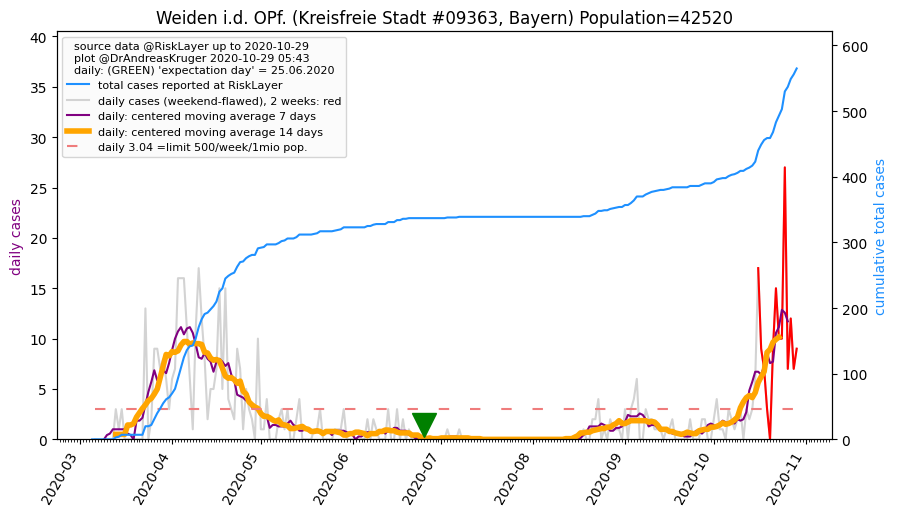 Weiden i.d. OPf. (Kreisfreie Stadt #09363, Bayern) Population=42520
source data @RiskLayer up to 2020-10-29
plot @DrAndreasKruger 2020-10-29 05:43
daily: (GREEN) 'expectation day' = 25.06.2020
total cases reported at RiskLayer
daily cases (weekend-flawed), 2 weeks: red
daily: centered moving average 7 days
daily: centered moving average 14 days
daily 3.04 =limit 500/week/1mio pop.
daily cases
40
35
30
25
20
15
10
5
0
cumulative total cases
600
500
400
300
200
100
0
2020-03
2020-04
2020-05
2020-06
2020-07
2020-08
2020-09
2020-10
2020-11